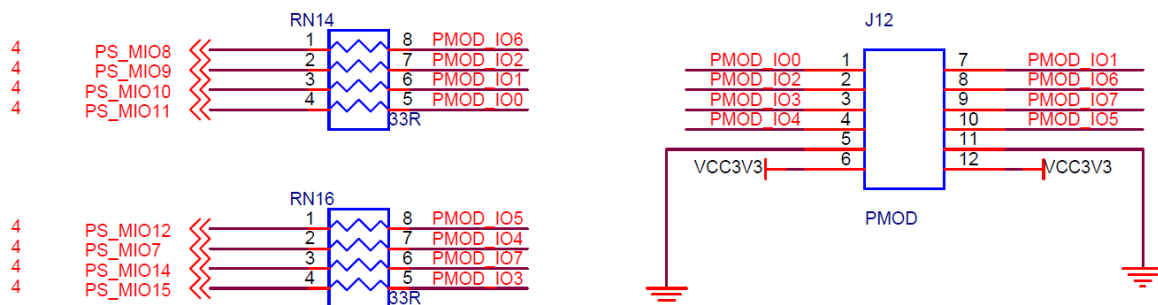 RN14
4 PS_MIO8 1 8 PMOD_IO6
4 PS_MIO9 2 7 PMOD_IO2
4 PS_MIO10 3 6 PMOD_IO1
4 PS_MIO11 4 5 PMOD_IO0
33R
RN16
4 PS_MIO12 1 8 PMOD_IO5
4 PS_MIO7 2 7 PMOD_IO4
4 PS_MIO14 3 6 PMOD_IO7
4 PS_MIO15 4 5 PMOD_IO3
33R
J12
PMOD_IO0 1 7 PMOD_IO1
PMOD_IO2 2 8 PMOD_IO6
PMOD_IO3 3 9 PMOD_IO7
PMOD_IO4 4 10 PMOD_IO5
5 11
VCC3V3 6 12 VCC3V3
PMOD